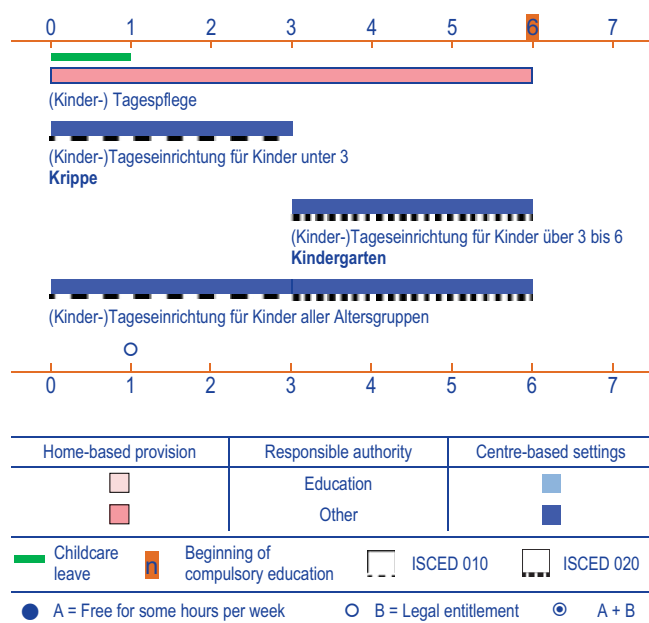 0 1 2 3 4 5 6 7
(Kinder-) Tagespflege
(Kinder-)Tageseinrichtung für Kinder unter 3
Krippe
(Kinder-)Tageseinrichtung für Kinder über 3 bis 6
Kindergarten
(Kinder-)Tageseinrichtung für Kinder aller Altersgruppen
0 1 2 3 4 5 6 7
Home-based provision Responsible authority Centre-based settings
Education
Other
Childcare leave
n Beginning of compulsory education
ISCED 010 ISCED 020
A = Free for some hours per week B = Legal entitlement A + B